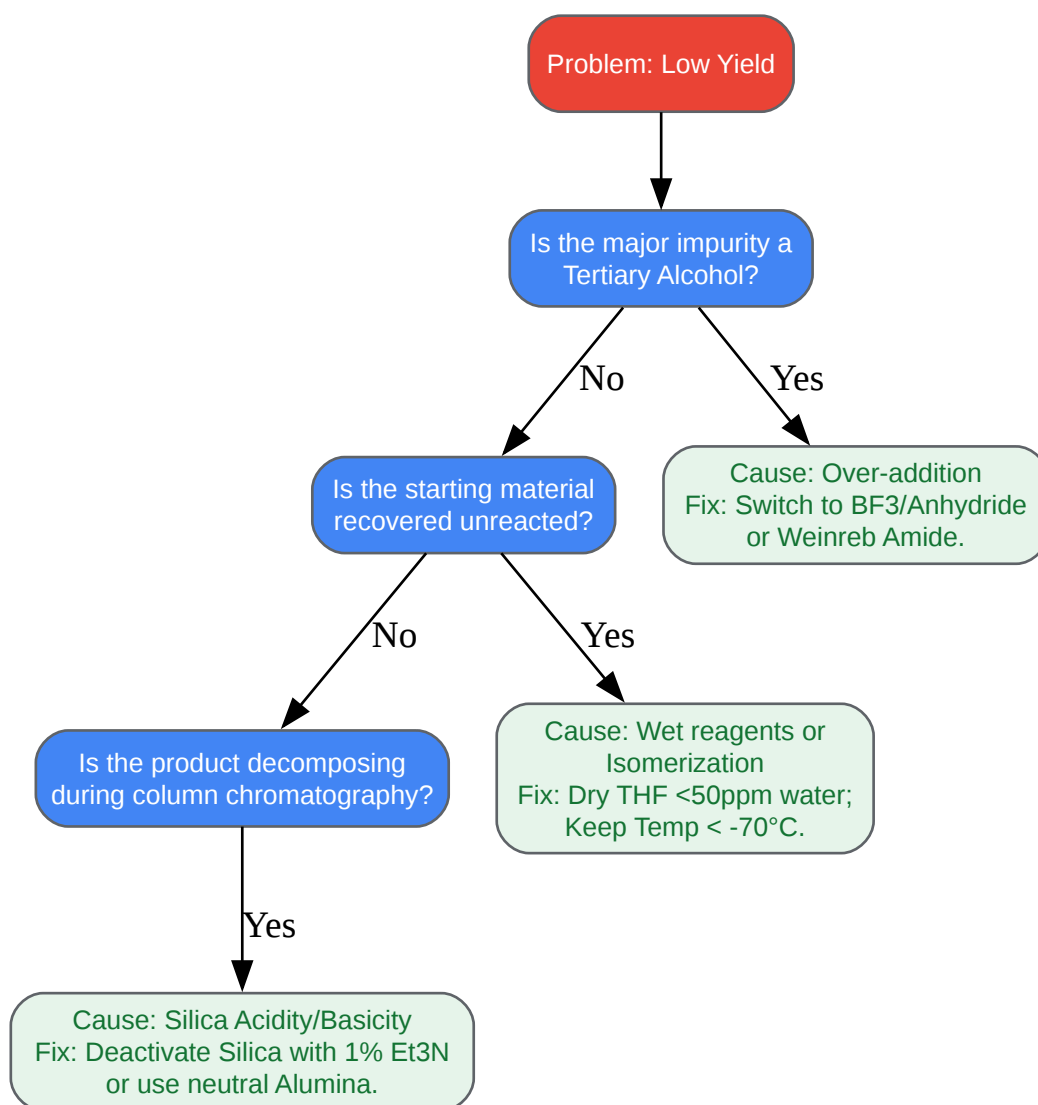 Problem: Low Yield
Is the major impurity a
Tertiary Alcohol?
No
Yes
Is the starting material
recovered unreacted?
Cause: Over-addition
Fix: Switch to BF3/Anhydride
or Weinreb Amide.
No
Yes
Is the product decomposing
during column chromatography?
Cause: Wet reagents or
Isomerization
Fix: Dry THF <50ppm water;
Keep Temp < -70°C.
Yes
Cause: Silica Acidity/Basicity
Fix: Deactivate Silica with 1% Et3N
or use neutral Alumina.